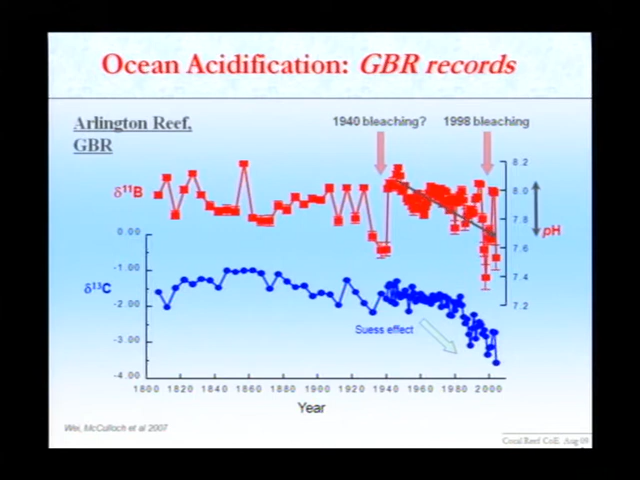 Ocean Acidification: GBR records
Arlington Reef,
GBR
1940 bleaching?
1998 bleaching
δ¹¹B
8.2
8.0
7.8
7.6
7.4
7.2
pH
0.00
-1.00
-2.00
-3.00
-4.00
δ¹³C
Suess effect
1800 1820 1840 1860 1880 1900 1920 1940 1960 1980 2000
Year
Wei, McCulloch et al 2007
Coral Reef CoE. Aug 09